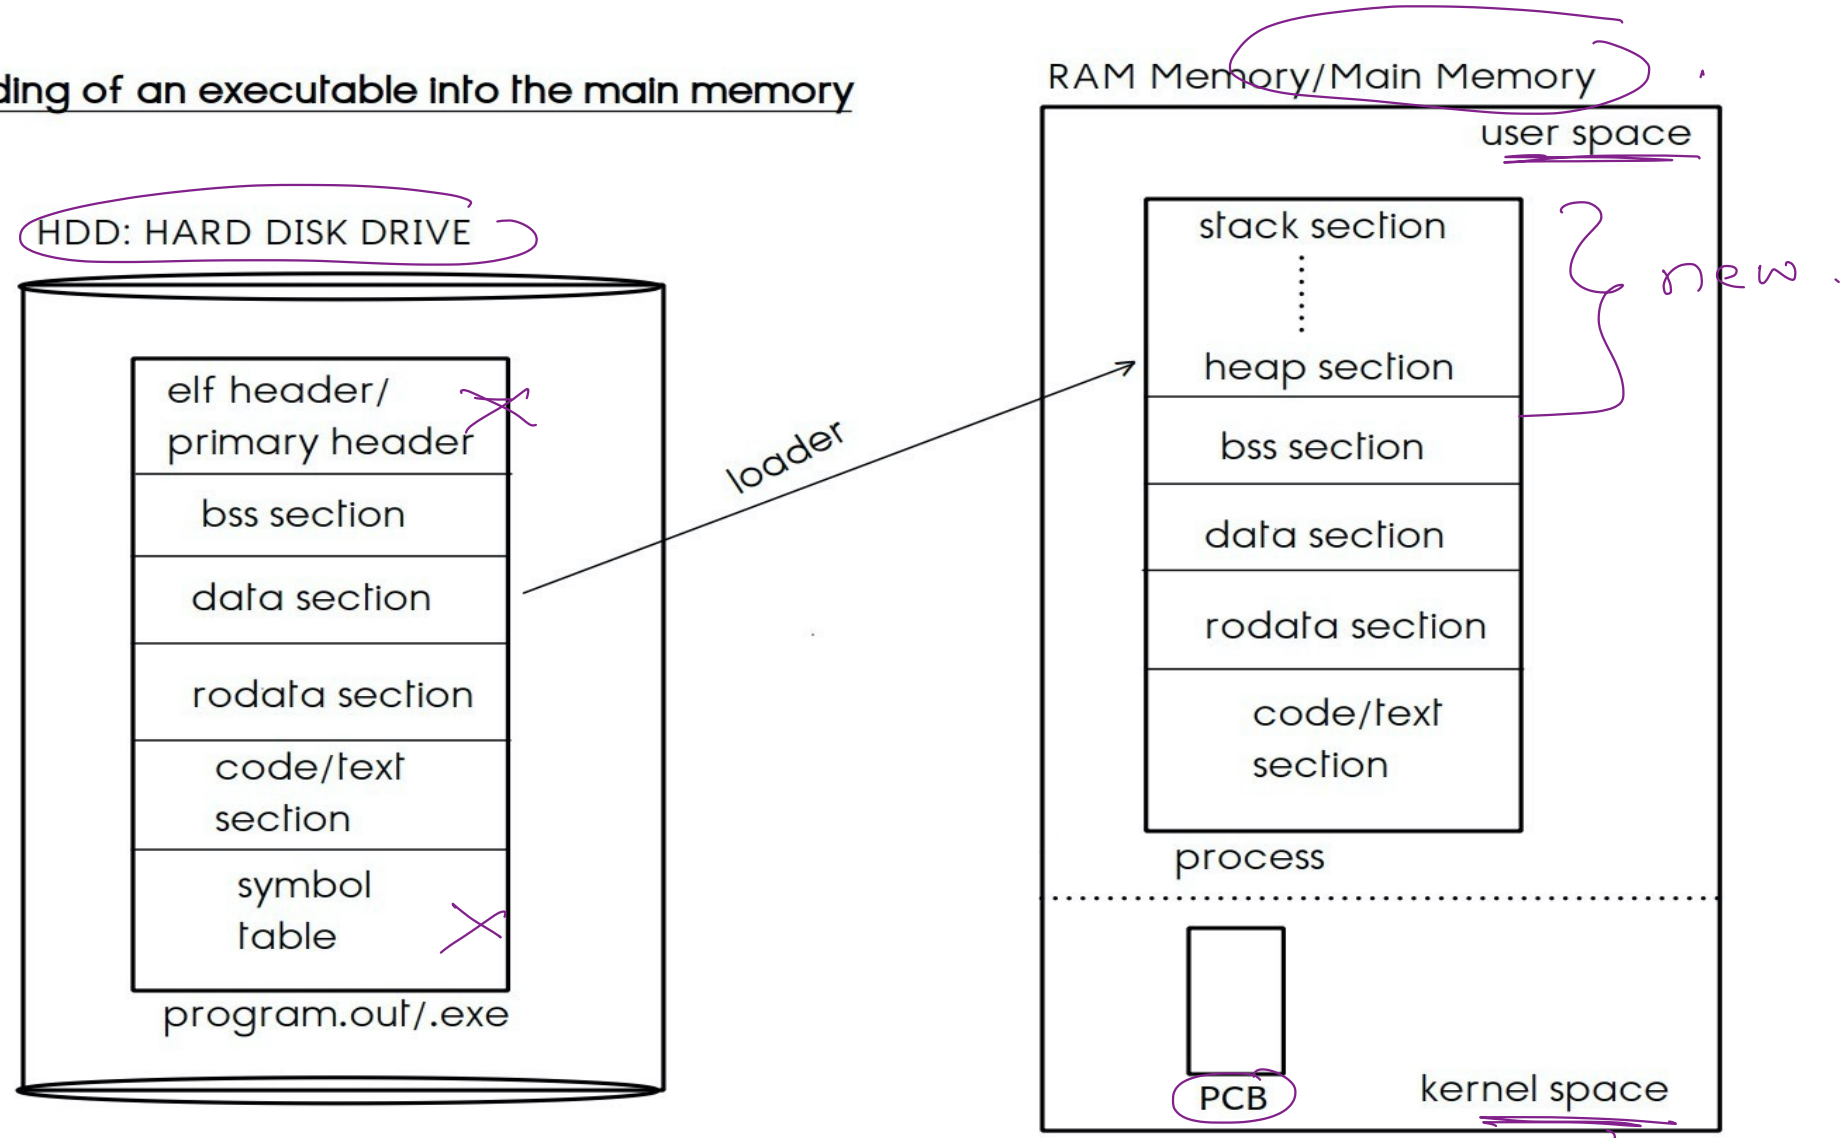 ding of an executable into the main memory
HDD: HARD DISK DRIVE
elf header/
primary header
bss section
data section
rodata section
code/text
section
symbol
table
program.out/.exe
loader
RAM Memory/Main Memory
user space
stack section
heap section
new.
bss section
data section
rodata section
code/text
section
process
PCB
kernel space